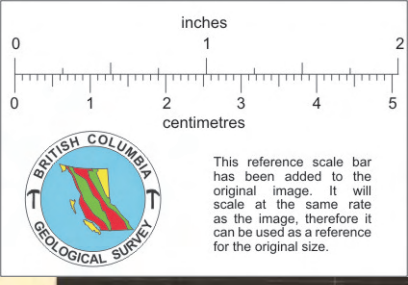 inches
0 1 2
0 1 2 3 4 5
centimetres
BRITISH COLUMBIA
GEOLOGICAL SURVEY
This reference scale bar
has been added to the
original image. It will
scale at the same rate
as the image, therefore it
can be used as a reference
for the original size.